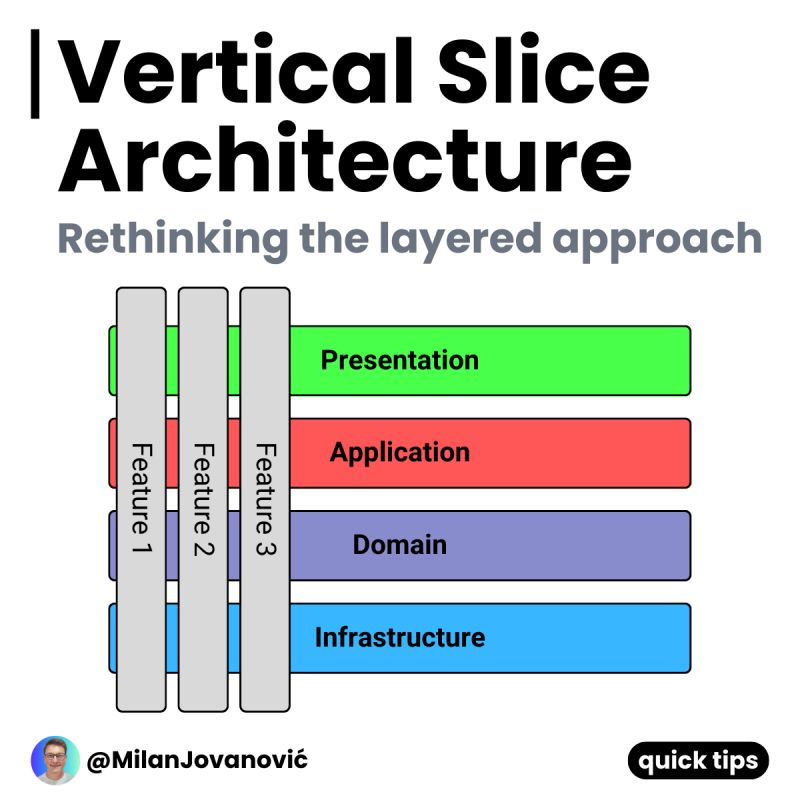 Vertical Slice
Architecture
Rethinking the layered approach
Feature 1
Feature 2
Feature 3
Presentation
Application
Domain
Infrastructure
@MilanJovanović
quick tips